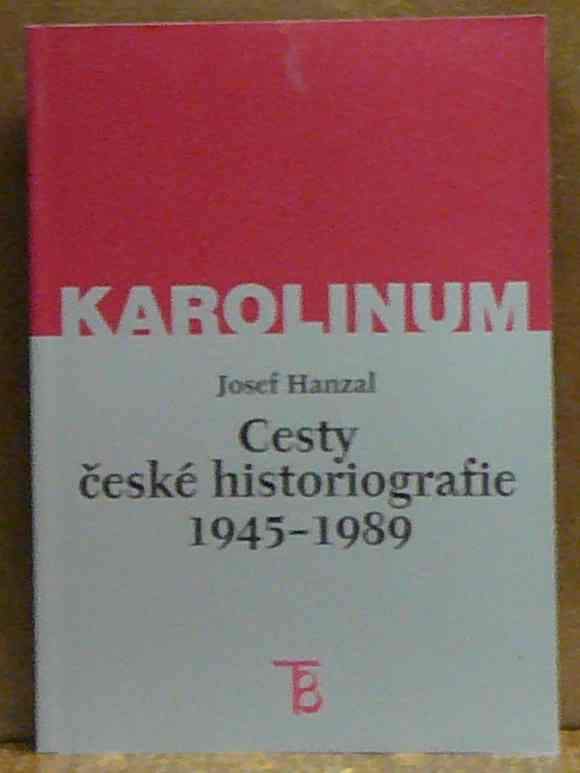 KAROLINUM
Josef Hanzal
Cesty
české historiografie
1945–1989